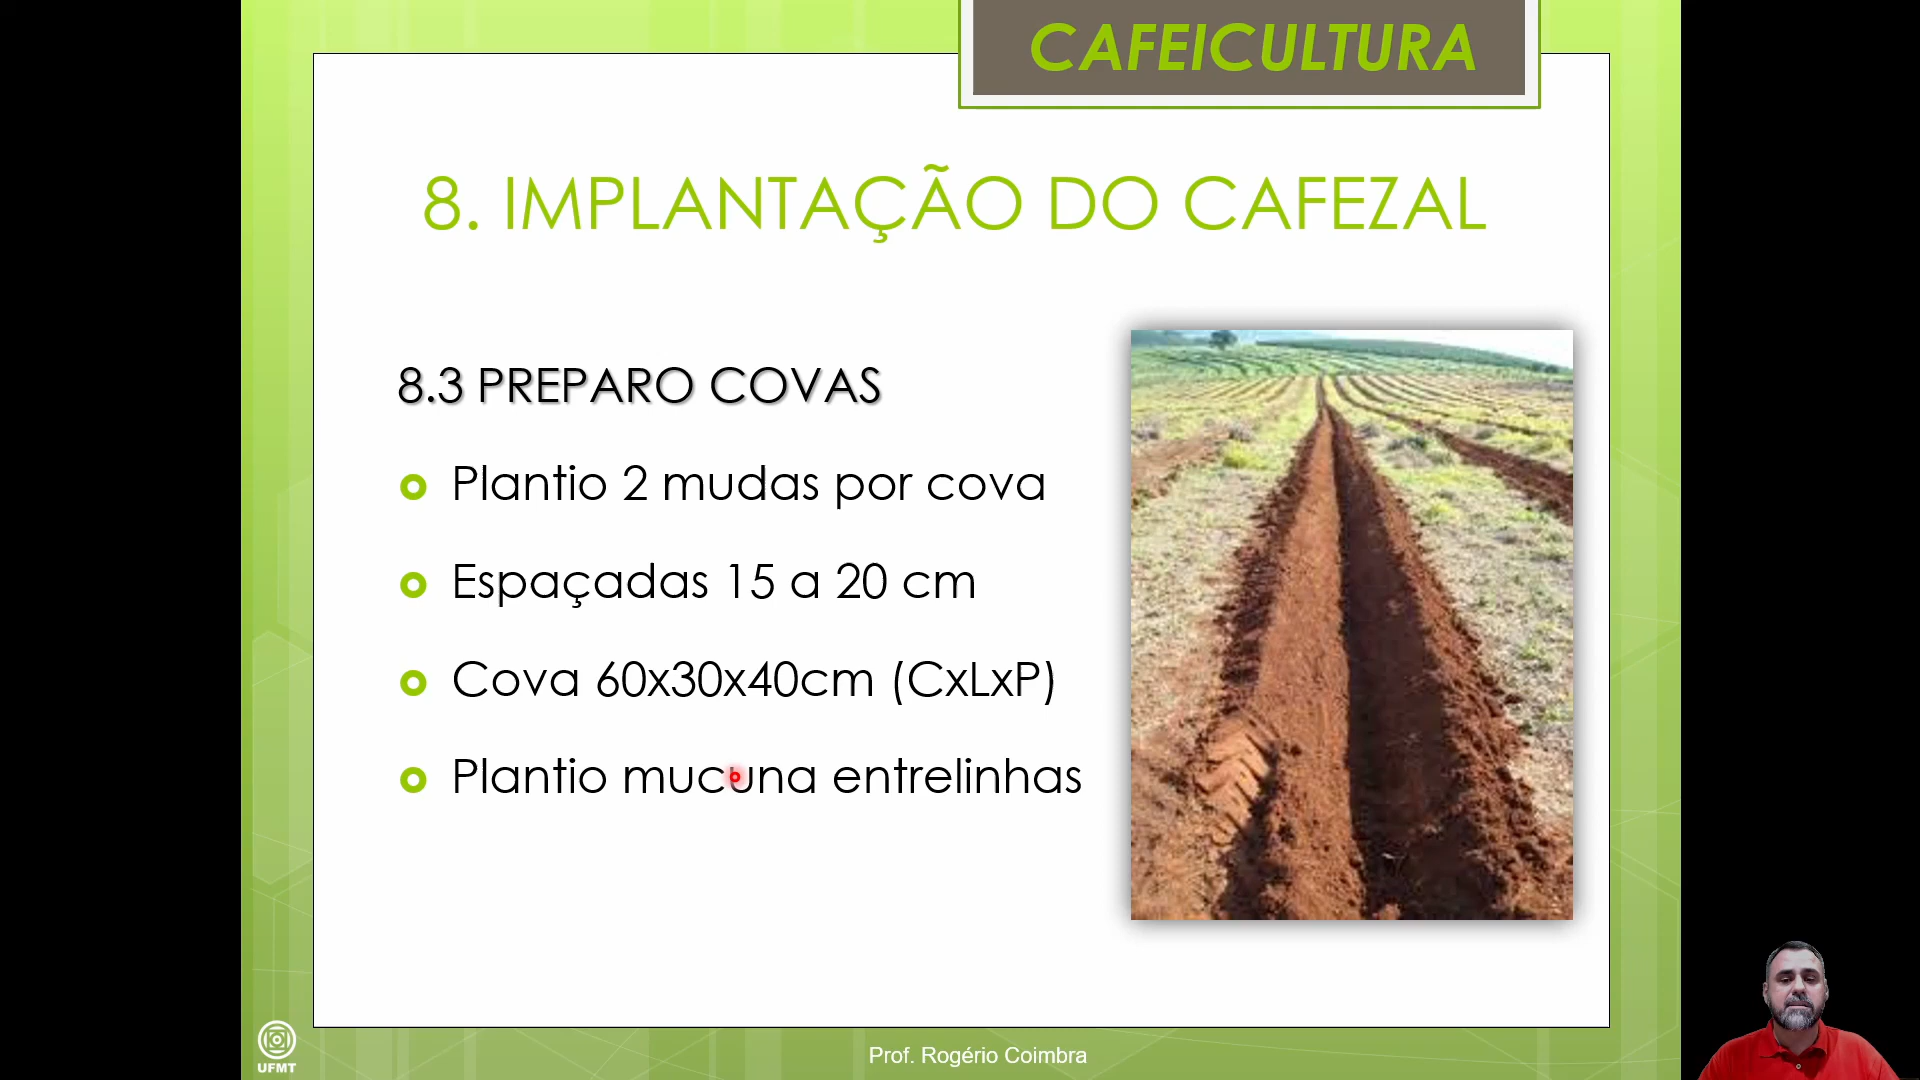 CAFEICULTURA
8. IMPLANTAÇÃO DO CAFEZAL
8.3 PREPARO COVAS
Plantio 2 mudas por cova
Espaçadas 15 a 20 cm
Cova 60x30x40cm (CxLxP)
Plantio mucuna entrelinhas
UFMT
Prof. Rogério Coimbra